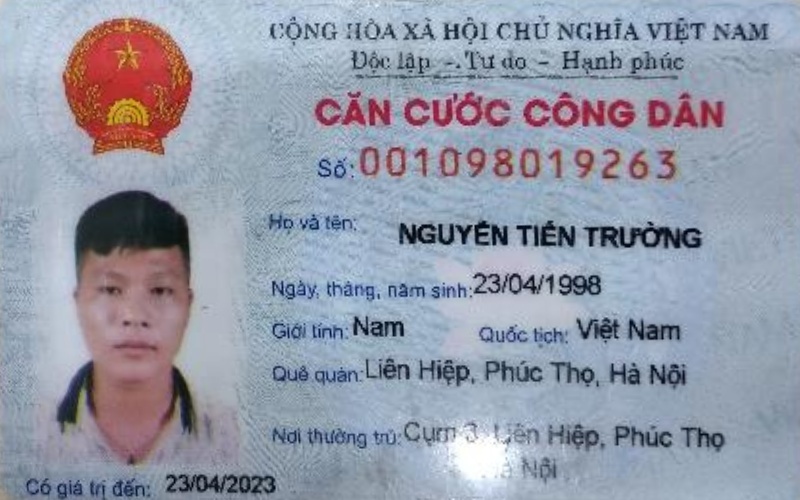 CỘNG HÒA XÃ HỘI CHỦ NGHĨA VIỆT NAM
Độc lập - Tự do - Hạnh phúc
CĂN CƯỚC CÔNG DÂN
Số: 001098019263
Họ và tên: NGUYỄN TIẾN TRƯỜNG
Ngày, tháng, năm sinh: 23/04/1998
Giới tính: Nam Quốc tịch: Việt Nam
Quê quán: Liên Hiệp, Phúc Thọ, Hà Nội
Nơi thường trú: Cụm 3 Liên Hiệp, Phúc Thọ
Hà Nội
Có giá trị đến: 23/04/2023